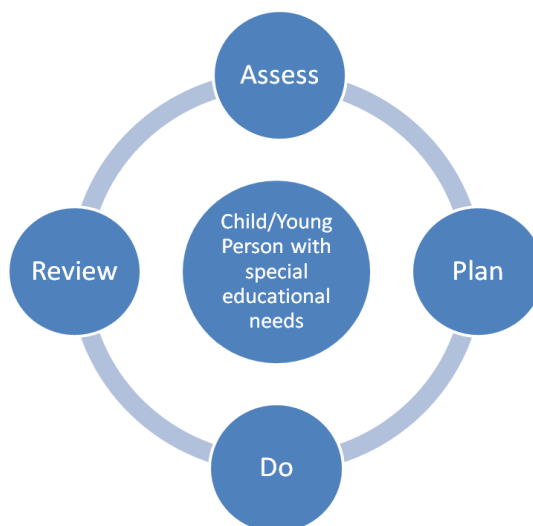 Assess
Child/Young
Person with
special
educational
needs
Review
Plan
Do